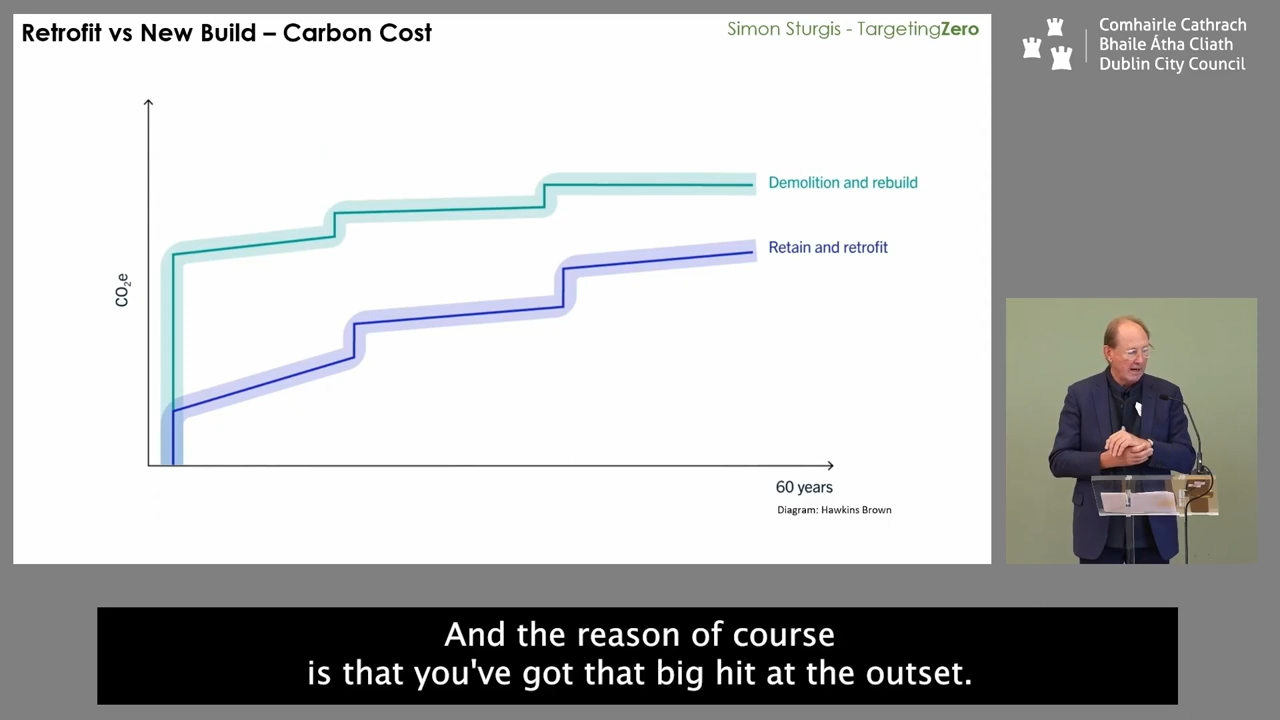 Retrofit vs New Build – Carbon Cost
Simon Sturgis - TargetingZero
Comhairle Cathrach
Bhaile Átha Cliath
Dublin City Council
Demolition and rebuild
Retain and retrofit
CO₂e
60 years
Diagram: Hawkins Brown
And the reason of course
is that you've got that big hit at the outset.